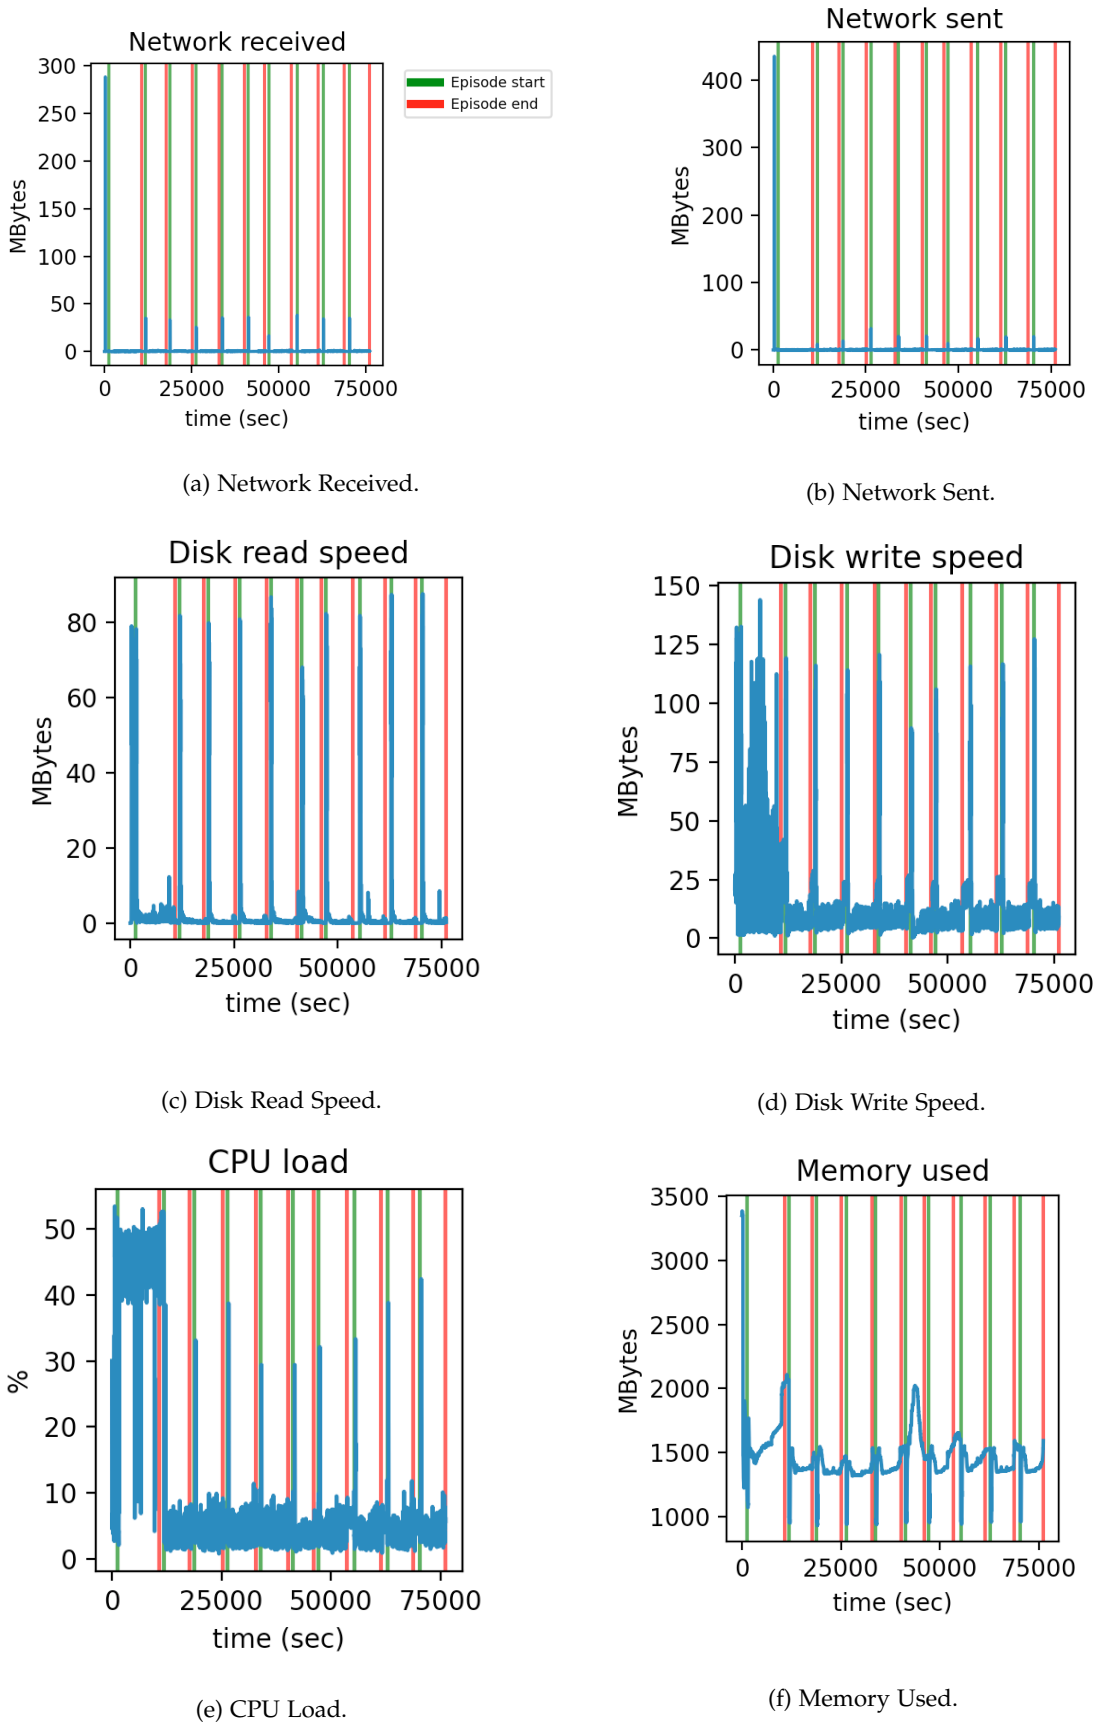 Network received
300
250
200
150
100
50
0
MBytes
0 25000 50000 75000
time (sec)
Episode start
Episode end
(a) Network Received.
Network sent
400
300
200
100
0
MBytes
0 25000 50000 75000
time (sec)
(b) Network Sent.
Disk read speed
80
60
40
20
0
MBytes
0 25000 50000 75000
time (sec)
(c) Disk Read Speed.
Disk write speed
150
125
100
75
50
25
0
MBytes
0 25000 50000 75000
time (sec)
(d) Disk Write Speed.
CPU load
50
40
30
20
10
0
%
0 25000 50000 75000
time (sec)
(e) CPU Load.
Memory used
3500
3000
2500
2000
1500
1000
MBytes
0 25000 50000 75000
time (sec)
(f) Memory Used.